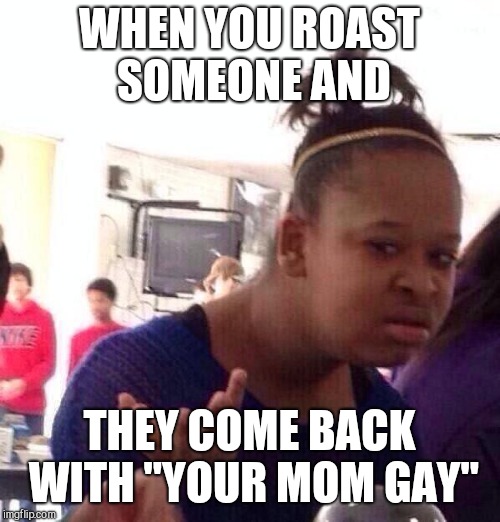 WHEN YOU ROAST
SOMEONE AND
THEY COME BACK
WITH "YOUR MOM GAY"
imgflip.com